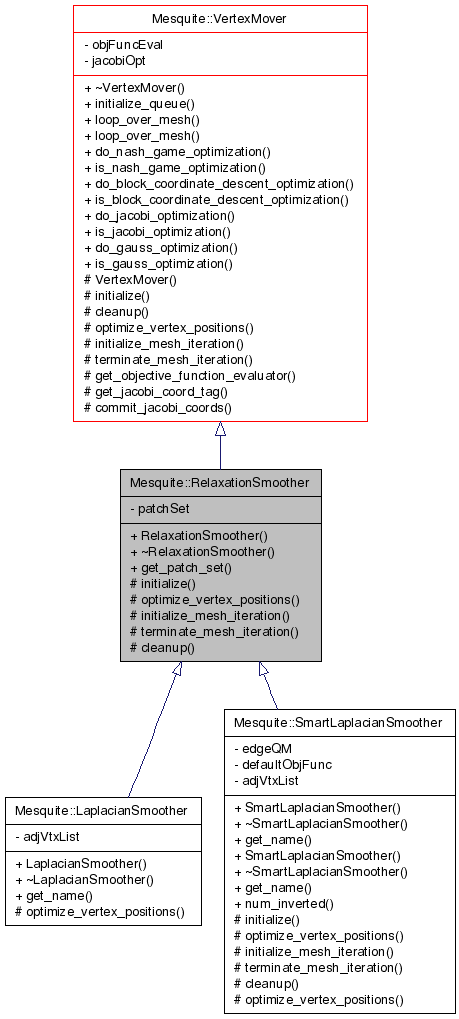 Mesquite::VertexMover
- objFuncEval
- jacobiOpt
+ ~VertexMover()
+ initialize_queue()
+ loop_over_mesh()
+ loop_over_mesh()
+ do_nash_game_optimization()
+ is_nash_game_optimization()
+ do_block_coordinate_descent_optimization()
+ is_block_coordinate_descent_optimization()
+ do_jacobi_optimization()
+ is_jacobi_optimization()
+ do_gauss_optimization()
+ is_gauss_optimization()
# VertexMover()
# initialize()
# cleanup()
# optimize_vertex_positions()
# initialize_mesh_iteration()
# terminate_mesh_iteration()
# get_objective_function_evaluator()
# get_jacobi_coord_tag()
# commit_jacobi_coords()
Mesquite::RelaxationSmoother
- patchSet
+ RelaxationSmoother()
+ ~RelaxationSmoother()
+ get_patch_set()
# initialize()
# optimize_vertex_positions()
# initialize_mesh_iteration()
# terminate_mesh_iteration()
# cleanup()
Mesquite::LaplacianSmoother
- adjVtxList
+ LaplacianSmoother()
+ ~LaplacianSmoother()
+ get_name()
# optimize_vertex_positions()
Mesquite::SmartLaplacianSmoother
- edgeQM
- defaultObjFunc
- adjVtxList
+ SmartLaplacianSmoother()
+ ~SmartLaplacianSmoother()
+ get_name()
+ SmartLaplacianSmoother()
+ ~SmartLaplacianSmoother()
+ get_name()
+ num_inverted()
# initialize()
# optimize_vertex_positions()
# initialize_mesh_iteration()
# terminate_mesh_iteration()
# cleanup()
# optimize_vertex_positions()